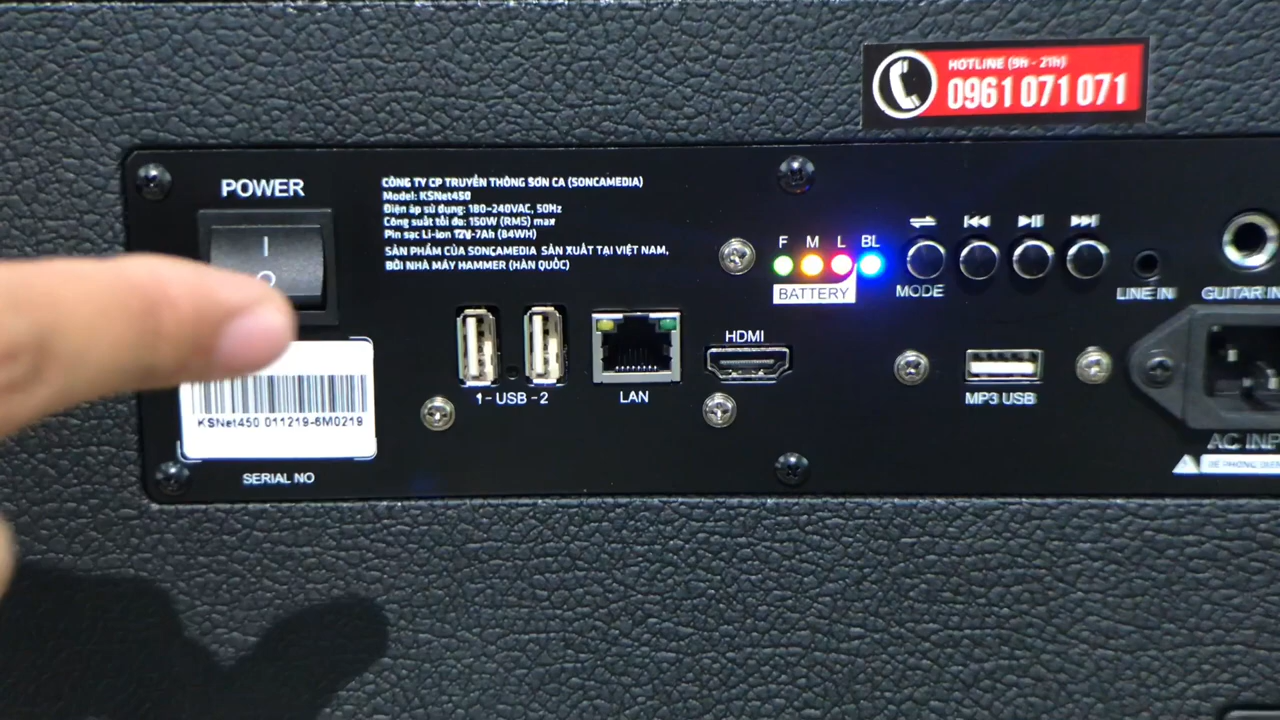 HOTLINE (9h - 21h)
0961 071 071
POWER
CÔNG TY CP TRUYỀN THÔNG SƠN CA (SONCAMEDIA)
Model: KSNet450
Điện áp sử dụng: 180-240VAC, 50Hz
Công suất tối đa: 150W (RMS) max
Pin sạc Li-ion 12V-7Ah (84WH)
SẢN PHẨM CỦA SONCAMEDIA SẢN XUẤT TẠI VIỆT NAM,
BỞI NHÀ MÁY HAMMER (HÀN QUỐC)
F M L BL
BATTERY
MODE
LINE IN
GUITAR IN
HDMI
1 - USB - 2
LAN
MP3 USB
KSNet450 011219-6M0219
SERIAL NO
AC INP